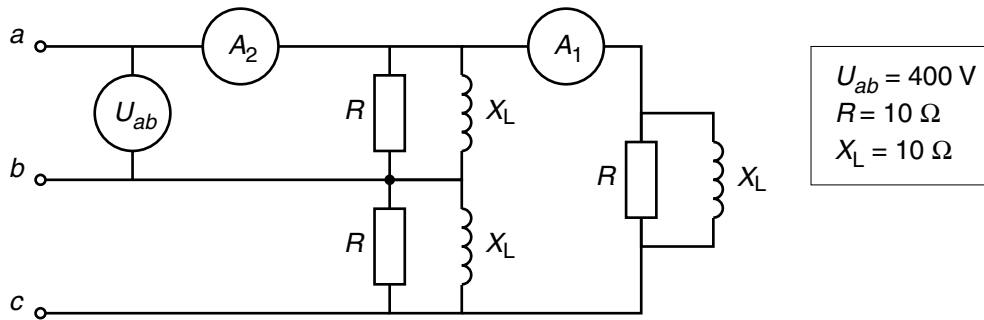 a
A2
A1
Uab
R
XL
R
XL
b
R
XL
c
Uab = 400 V
R = 10 Ω
XL = 10 Ω